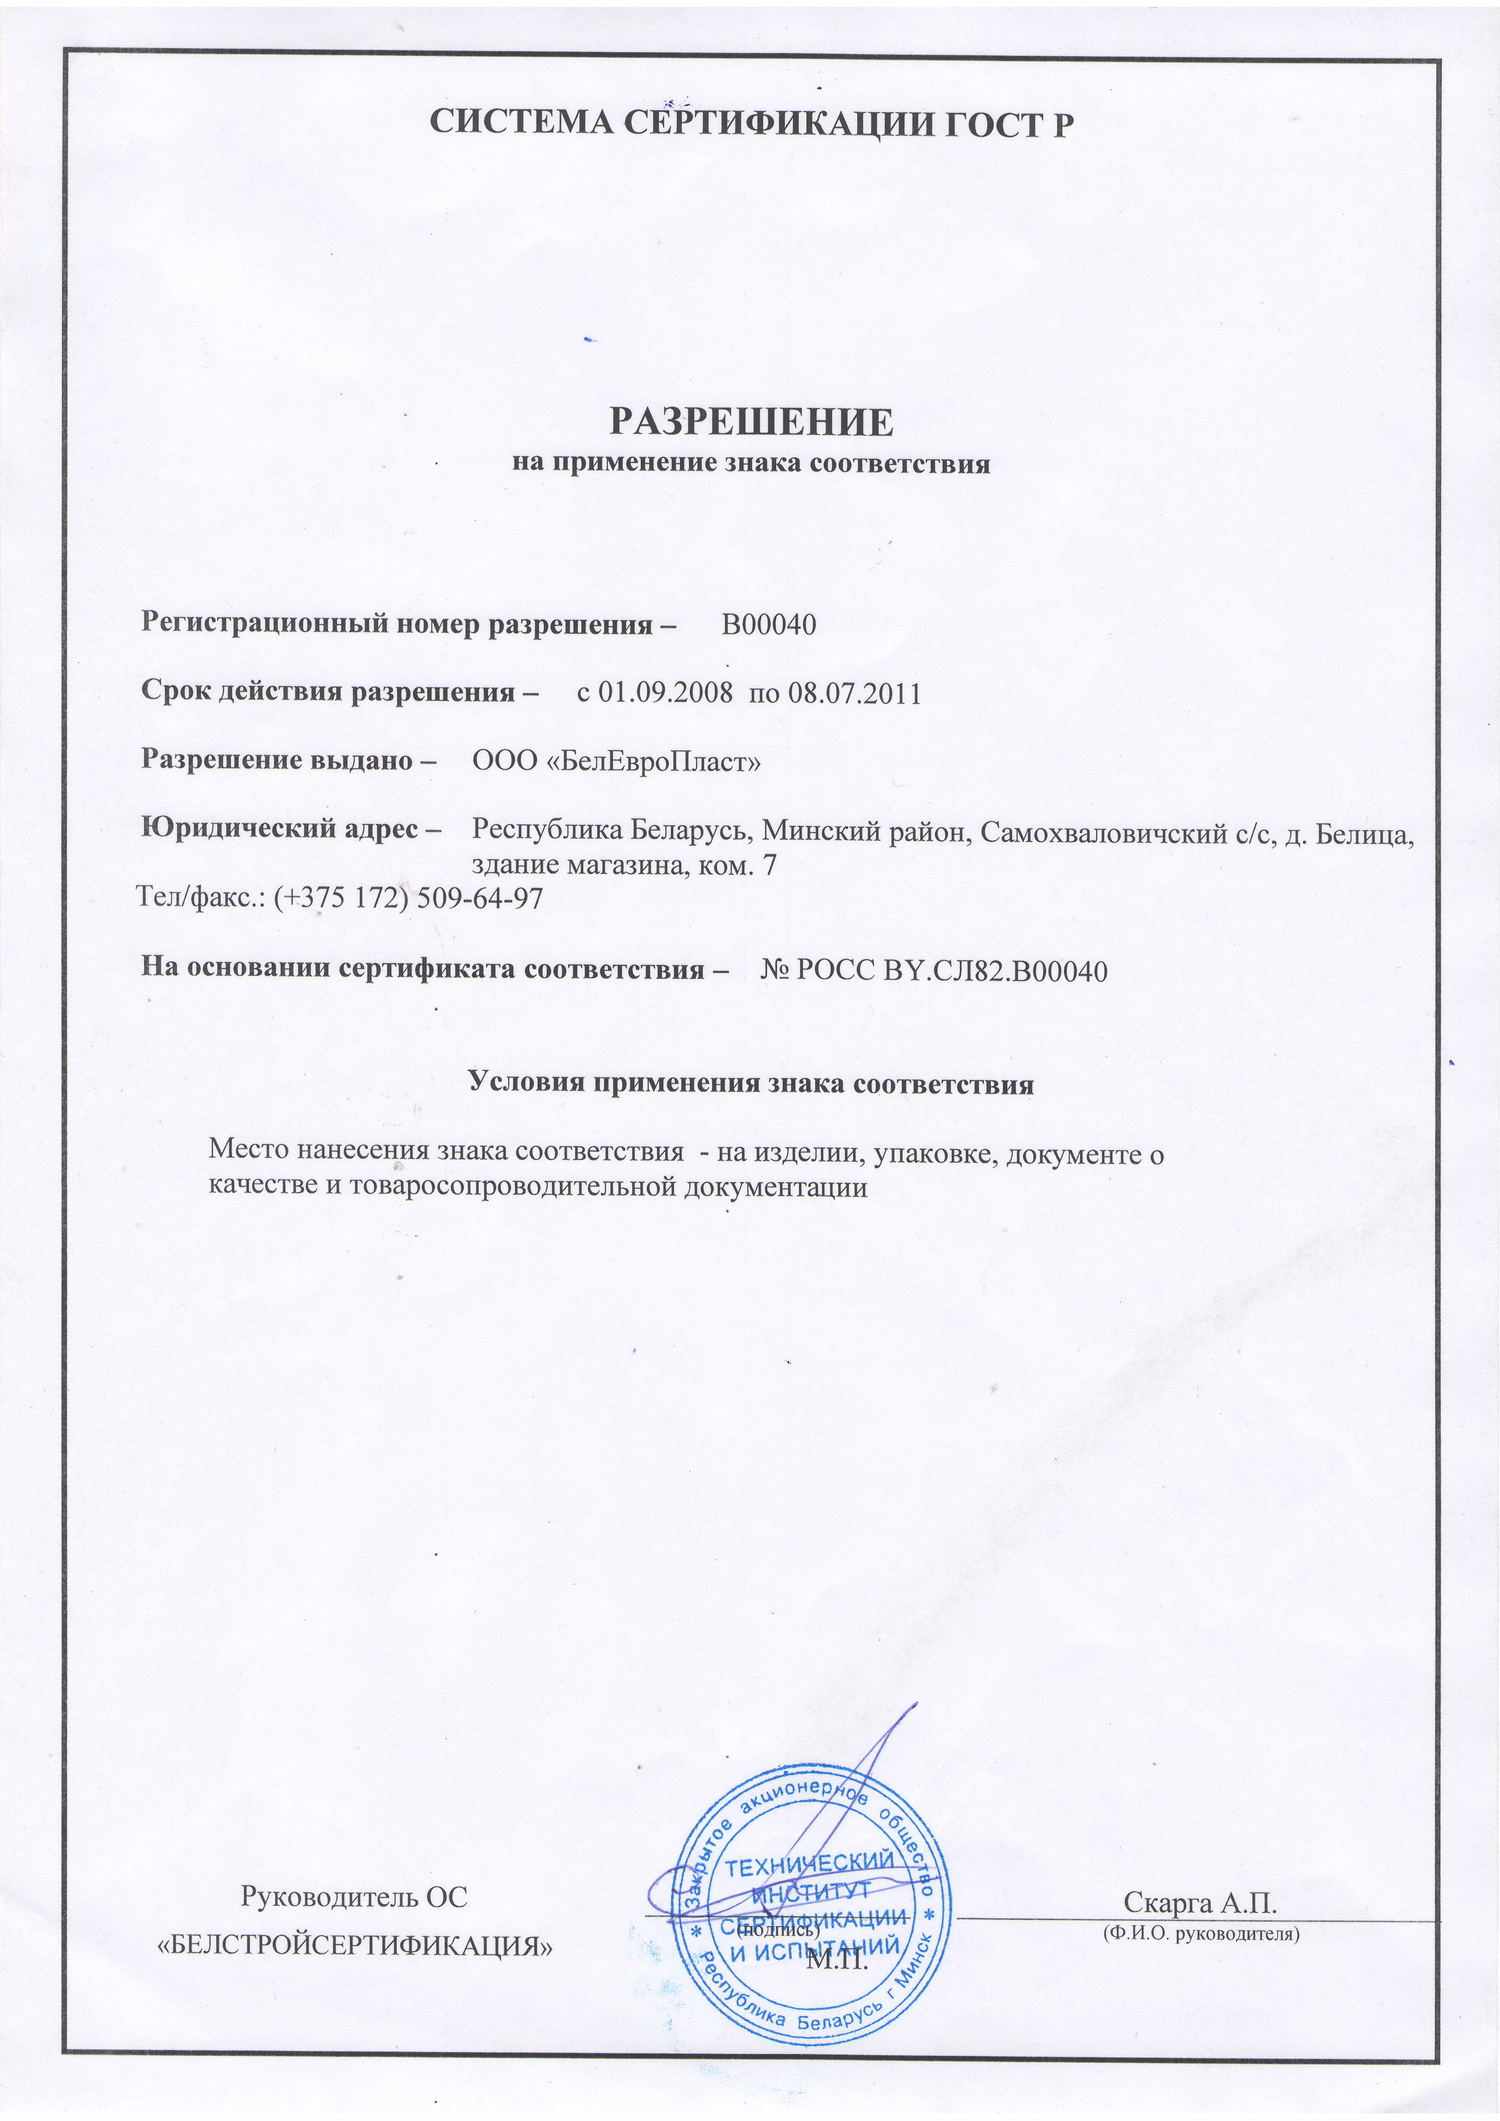 СИСТЕМА СЕРТИФИКАЦИИ ГОСТ Р
РАЗРЕШЕНИЕ
на применение знака соответствия
Регистрационный номер разрешения – В00040
Срок действия разрешения – с 01.09.2008 по 08.07.2011
Разрешение выдано – ООО «БелЕвроПласт»
Юридический адрес – Республика Беларусь, Минский район, Самохваловичский с/с, д. Белица,
здание магазина, ком. 7
Тел/факс.: (+375 172) 509-64-97
На основании сертификата соответствия – № РОСС BY.СЛ82.В00040
Условия применения знака соответствия
Место нанесения знака соответствия - на изделии, упаковке, документе о
качестве и товаросопроводительной документации
Руководитель ОС
«БЕЛСТРОЙСЕРТИФИКАЦИЯ»
(подпись)
М.П.
Скарга А.П.
(Ф.И.О. руководителя)
Закрытое акционерное общество
ТЕХНИЧЕСКИЙ
ИНСТИТУТ
СЕРТИФИКАЦИИ
И ИСПЫТАНИЙ
* Республика Беларусь г Минск *